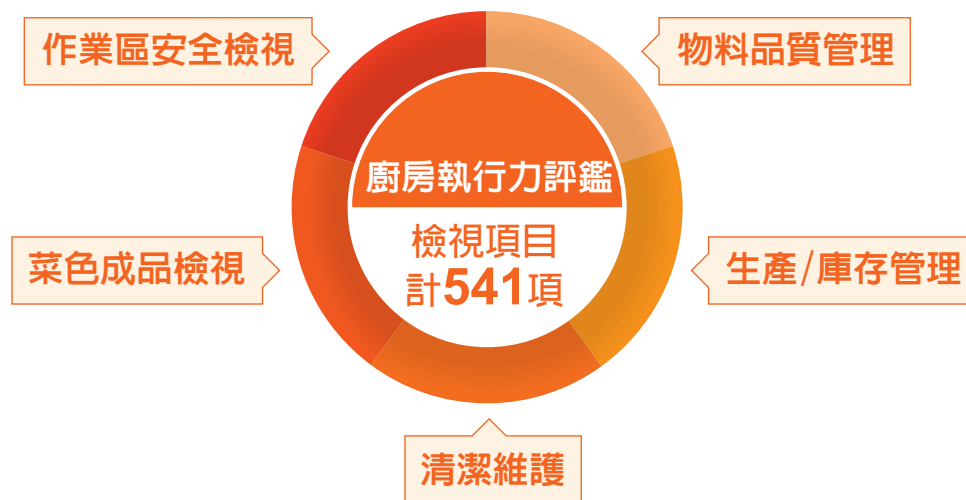 作業區安全檢視
物料品質管理
廚房執行力評鑑
檢視項目
計541項
菜色成品檢視
生產/庫存管理
清潔維護